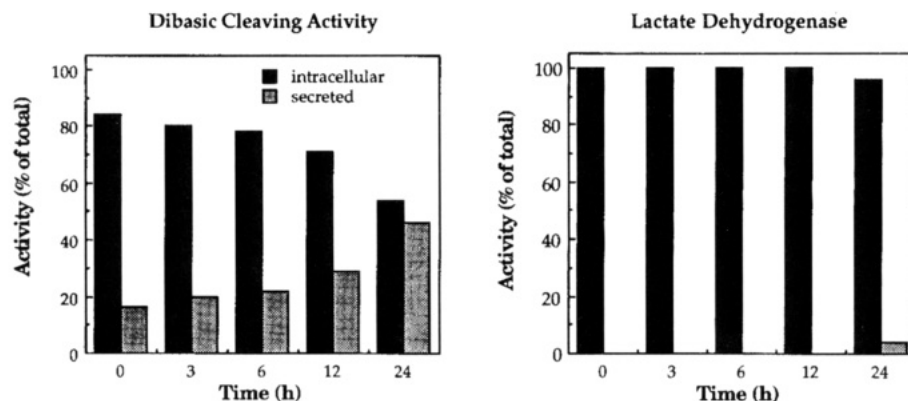 Dibasic Cleaving Activity
Activity (% of total)
100
80
60
40
20
0
intracellular
secreted
0 3 6 12 24
Time (h)
Lactate Dehydrogenase
Activity (% of total)
100
80
60
40
20
0
0 3 6 12 24
Time (h)